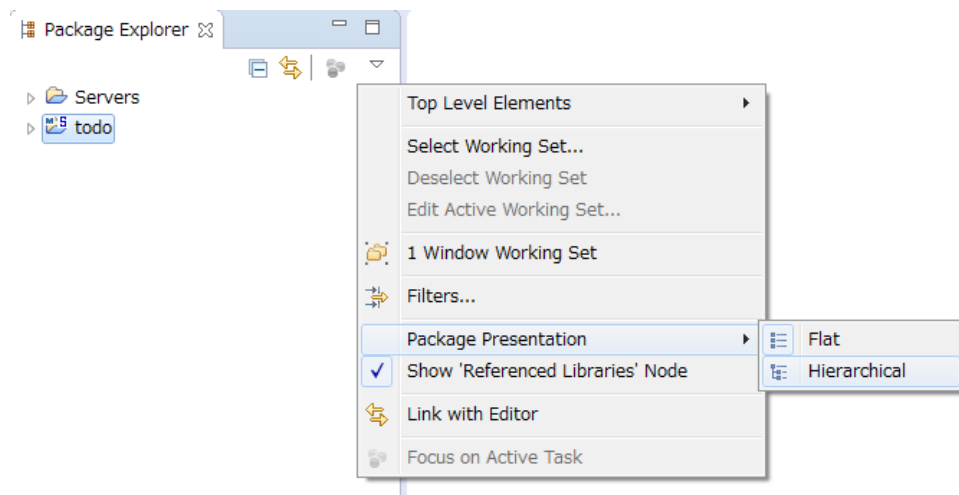 Package Explorer
Servers
todo
Top Level Elements
Select Working Set...
Deselect Working Set
Edit Active Working Set...
1 Window Working Set
Filters...
Package Presentation
Flat
Show 'Referenced Libraries' Node
Hierarchical
Link with Editor
Focus on Active Task